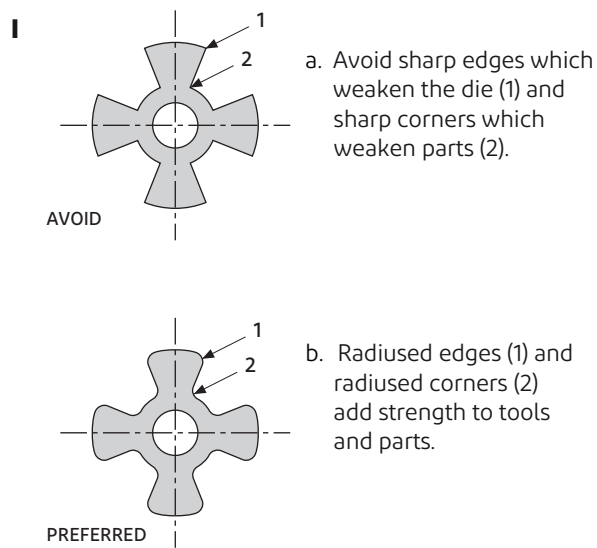 I
1
2
a. Avoid sharp edges which
weaken the die (1) and
sharp corners which
weaken parts (2).
AVOID
1
2
b. Radiused edges (1) and
radiused corners (2)
add strength to tools
and parts.
PREFERRED